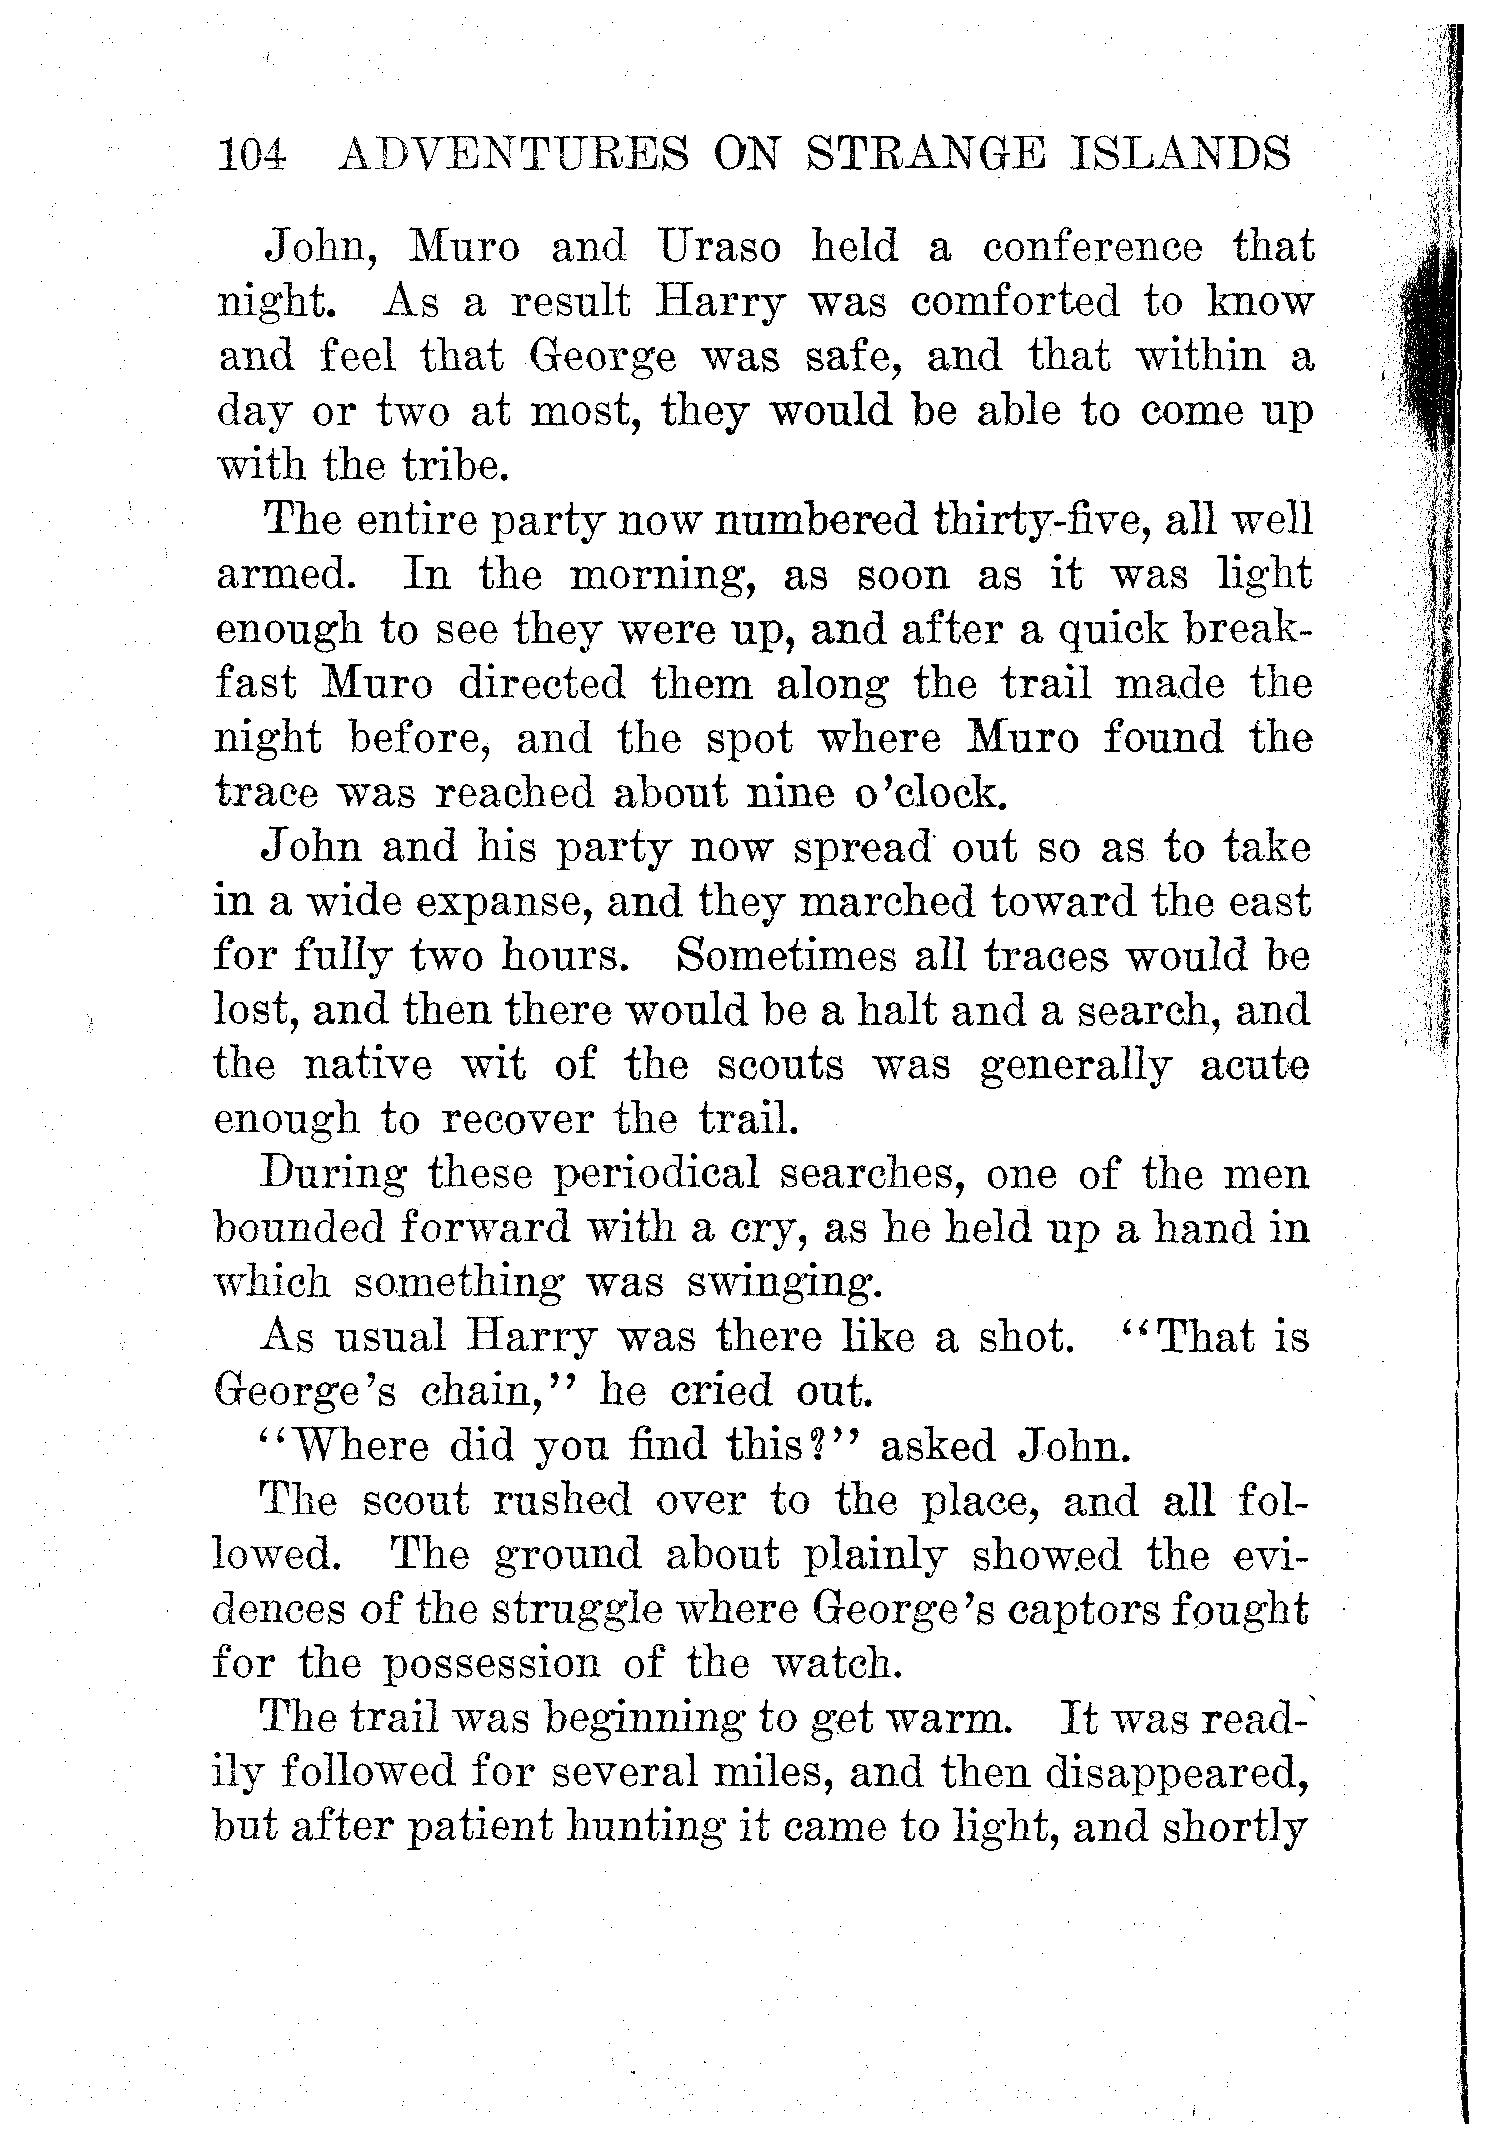 104 ADVENTURES ON STRANGE ISLANDS
John, Muro and Uraso held a conference that
night. As a result Harry was comforted to know
and feel that George was safe, and that within a
day or two at most, they would be able to come up
with the tribe.
The entire party now numbered thirty-five, all well
armed. In the morning, as soon as it was light
enough to see they were up, and after a quick break-
fast Muro directed them along the trail made the
night before, and the spot where Muro found the
trace was reached about nine o'clock.
John and his party now spread out so as to take
in a wide expanse, and they marched toward the east
for fully two hours. Sometimes all traces would be
lost, and then there would be a halt and a search, and
the native wit of the scouts was generally acute
enough to recover the trail.
During these periodical searches, one of the men
bounded forward with a cry, as he held up a hand in
which something was swinging.
As usual Harry was there like a shot. "That is
George's chain," he cried out.
"Where did you find this?" asked John.
The scout rushed over to the place, and all fol-
lowed. The ground about plainly showed the evi-
dences of the struggle where George's captors fought
for the possession of the watch.
The trail was beginning to get warm. It was read-
ily followed for several miles, and then disappeared,
but after patient hunting it came to light, and shortly